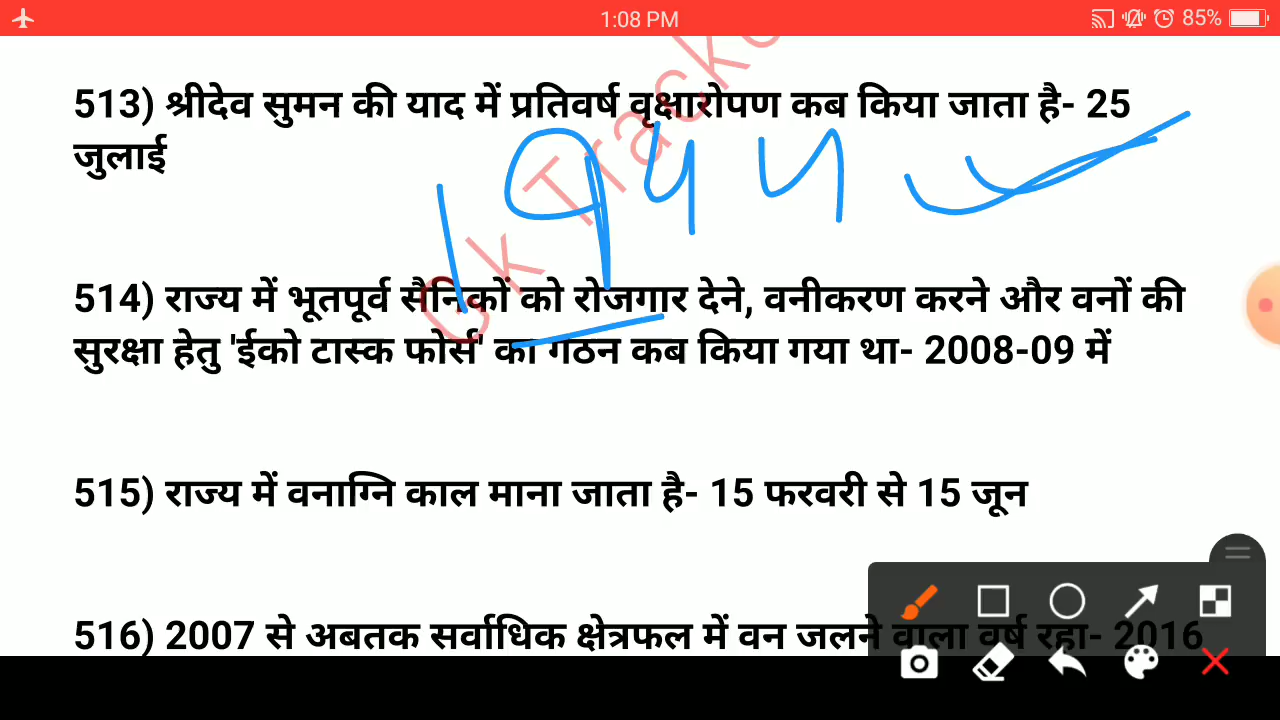 1:08 PM
85%
513) श्रीदेव सुमन की याद में प्रतिवर्ष वृक्षारोपण कब किया जाता है- 25
जुलाई
514) राज्य में भूतपूर्व सैनिकों को रोजगार देने, वनीकरण करने और वनों की
सुरक्षा हेतु 'ईको टास्क फोर्स' का गठन कब किया गया था- 2008-09 में
515) राज्य में वनाग्नि काल माना जाता है- 15 फरवरी से 15 जून
516) 2007 से अबतक सर्वाधिक क्षेत्रफल में वन जलने वाला वर्ष रहा- 2016
Gk Track